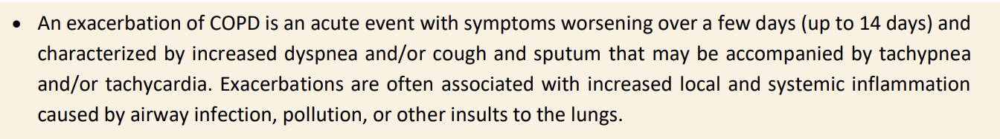 • An exacerbation of COPD is an acute event with symptoms worsening over a few days (up to 14 days) and
characterized by increased dyspnea and/or cough and sputum that may be accompanied by tachypnea
and/or tachycardia. Exacerbations are often associated with increased local and systemic inflammation
caused by airway infection, pollution, or other insults to the lungs.